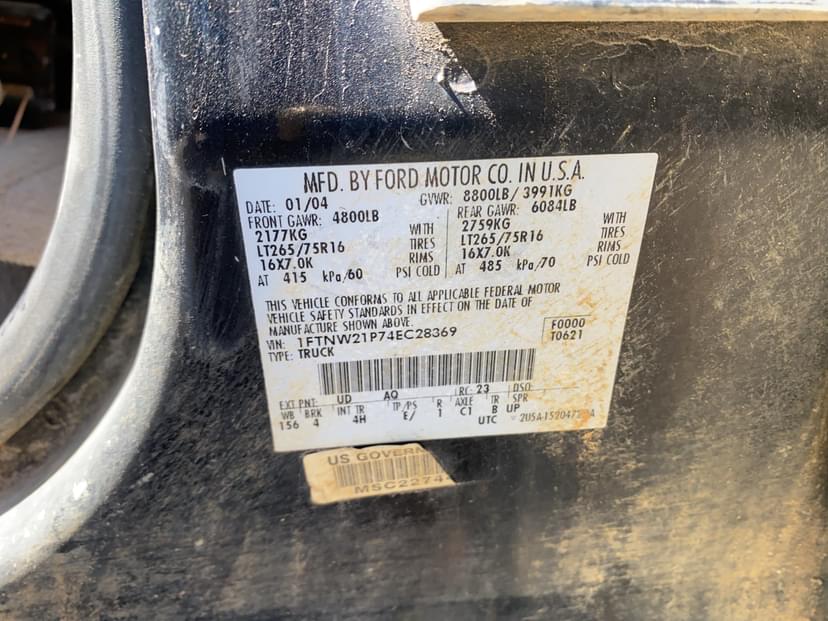 MFD. BY FORD MOTOR CO. IN U.S.A.
DATE: 01/04 GVWR: 8800LB/ 3991KG
FRONT GAWR: 4800LB REAR GAWR: 6084LB
2177KG WITH 2759KG WITH
LT265/75R16 TIRES LT265/75R16 TIRES
16X7.0K RIMS 16X7.0K RIMS
AT 415 kPa/60 PSI COLD AT 485 kPa/70 PSI COLD
THIS VEHICLE CONFORMS TO ALL APPLICABLE FEDERAL MOTOR
VEHICLE SAFETY STANDARDS IN EFFECT ON THE DATE OF
MANUFACTURE SHOWN ABOVE.
VIN: 1FTNW21P74EC28369 F0000
TYPE: TRUCK T0621
EXT PNT: UD AQ RC: 23 DSO:
WB BRK INT TR TP/PS R AXLE TR SPR
156 4 4H E/ 1 C1 B UP
UTC
US GOVERN
MSC2274